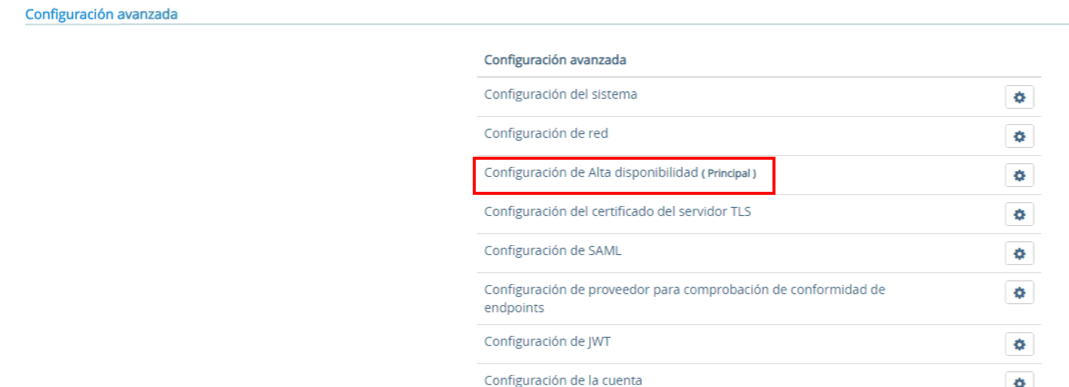 Configuración avanzada
Configuración avanzada
Configuración del sistema
Configuración de red
Configuración de Alta disponibilidad ( Principal )
Configuración del certificado del servidor TLS
Configuración de SAML
Configuración de proveedor para comprobación de conformidad de
endpoints
Configuración de JWT
Configuración de la cuenta